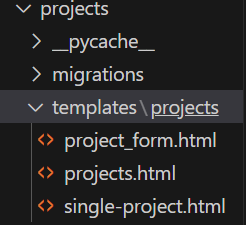 projects
__pycache__
migrations
templates\projects
<> project_form.html
<> projects.html
<> single-project.html